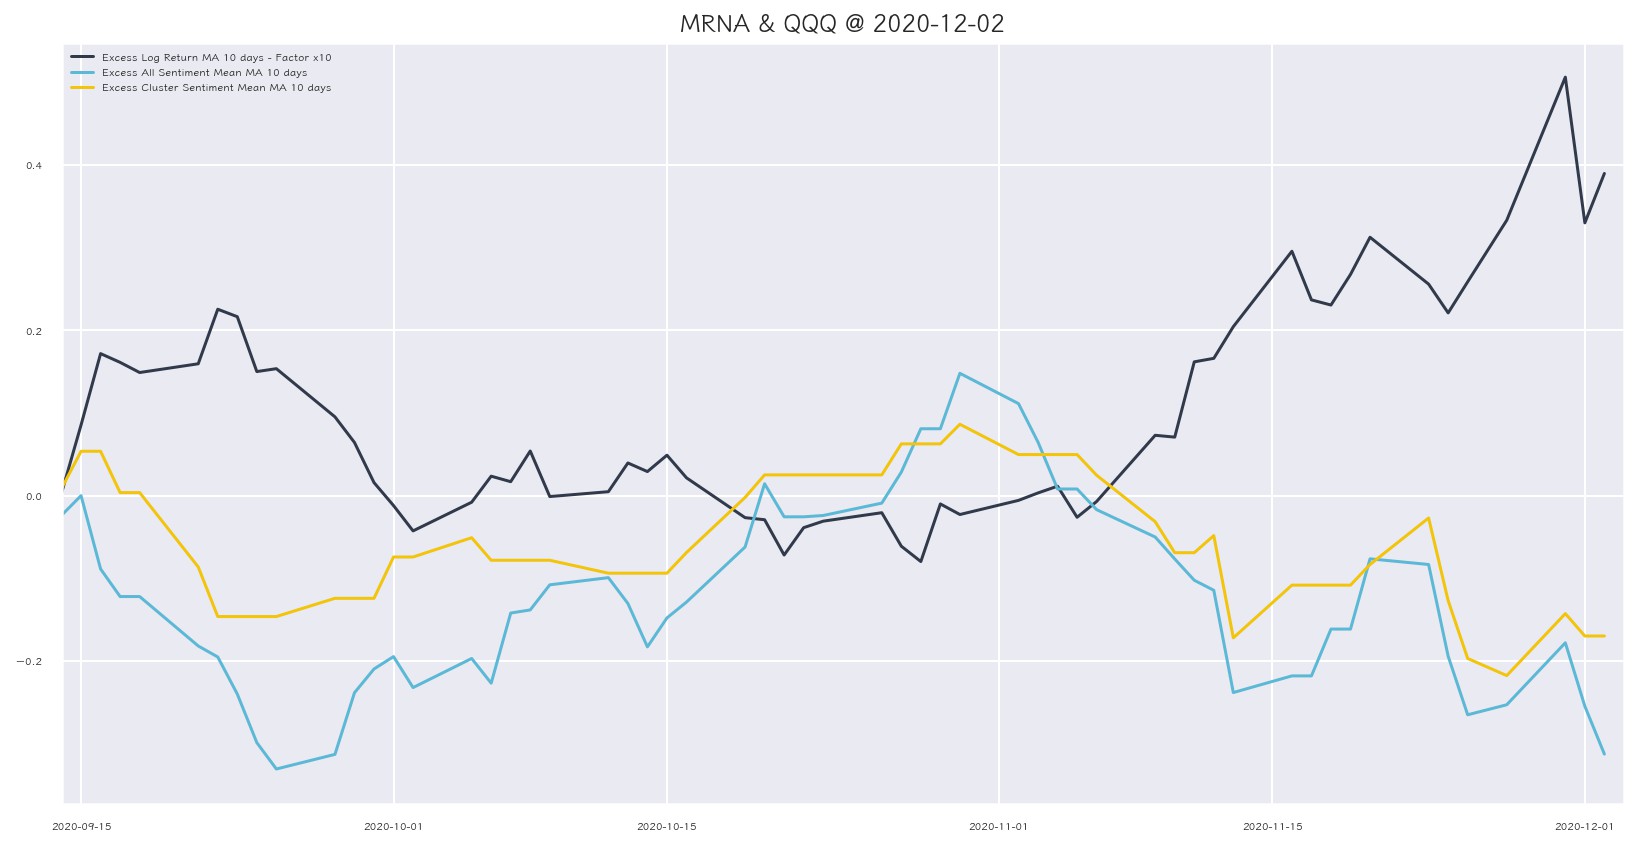 MRNA & QQQ @ 2020-12-02
Excess Log Return MA 10 days - Factor x10
Excess All Sentiment Mean MA 10 days
Excess Cluster Sentiment Mean MA 10 days
0.4
0.2
0.0
−0.2
2020-09-15 2020-10-01 2020-10-15 2020-11-01 2020-11-15 2020-12-01